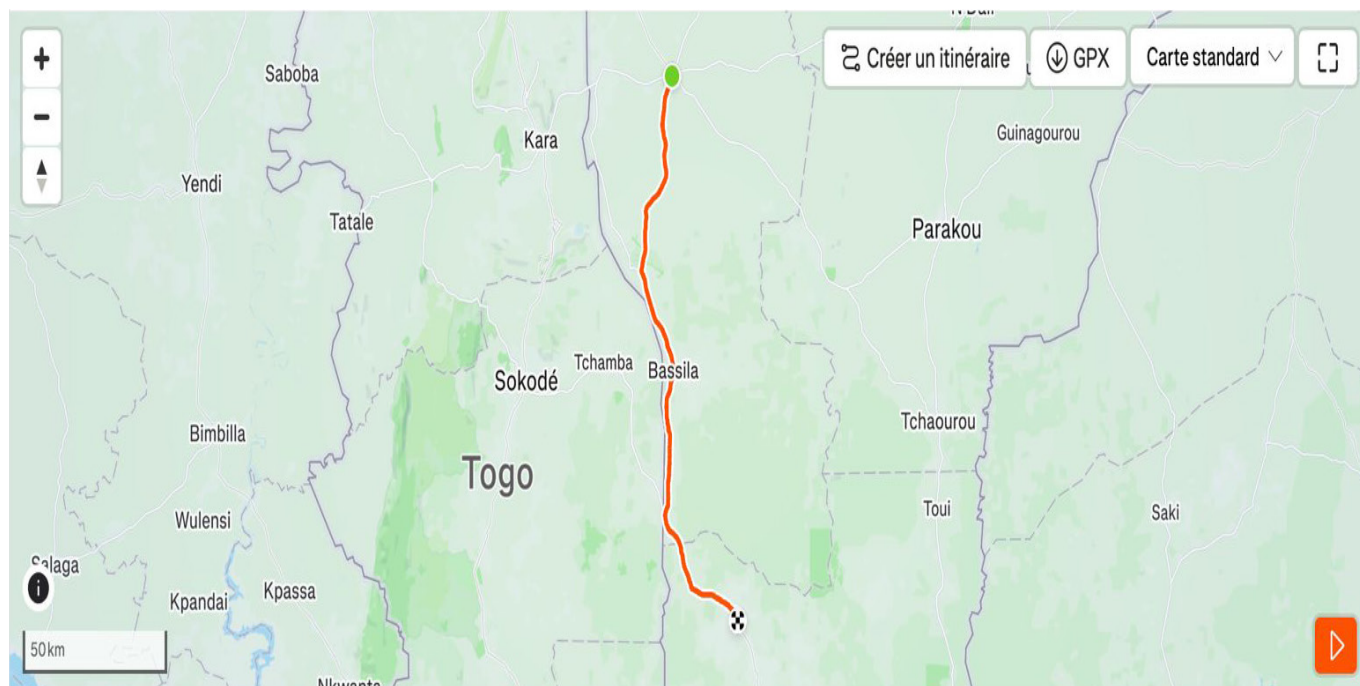 Saboba
Créer un itinéraire
GPX
Carte standard
Kara
Guinagourou
Yendi
Tatale
Parakou
Tchamba
Bassila
Sokodé
Tchaourou
Bimbilla
Togo
Wulensi
Toui
Saki
Salaga
Kpandai
Kpassa
50 km